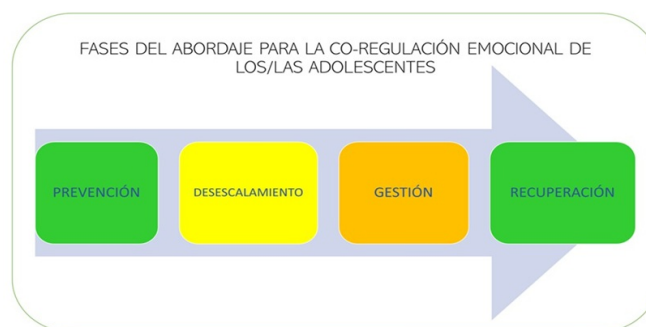 FASES DEL ABORDAJE PARA LA CO-REGULACIÓN EMOCIONAL DE
LOS/LAS ADOLESCENTES
PREVENCIÓN
DESESCALAMIENTO
GESTIÓN
RECUPERACIÓN